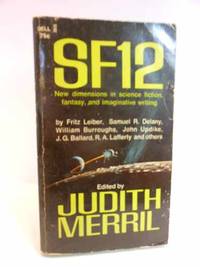 DELL
75c
SF12
New dimensions in science fiction,
fantasy, and imaginative writing
by Fritz Leiber, Samuel R. Delany,
William Burroughs, John Updike,
J. G. Ballard, R. A. Lafferty and others
Edited by
JUDITH
MERRIL